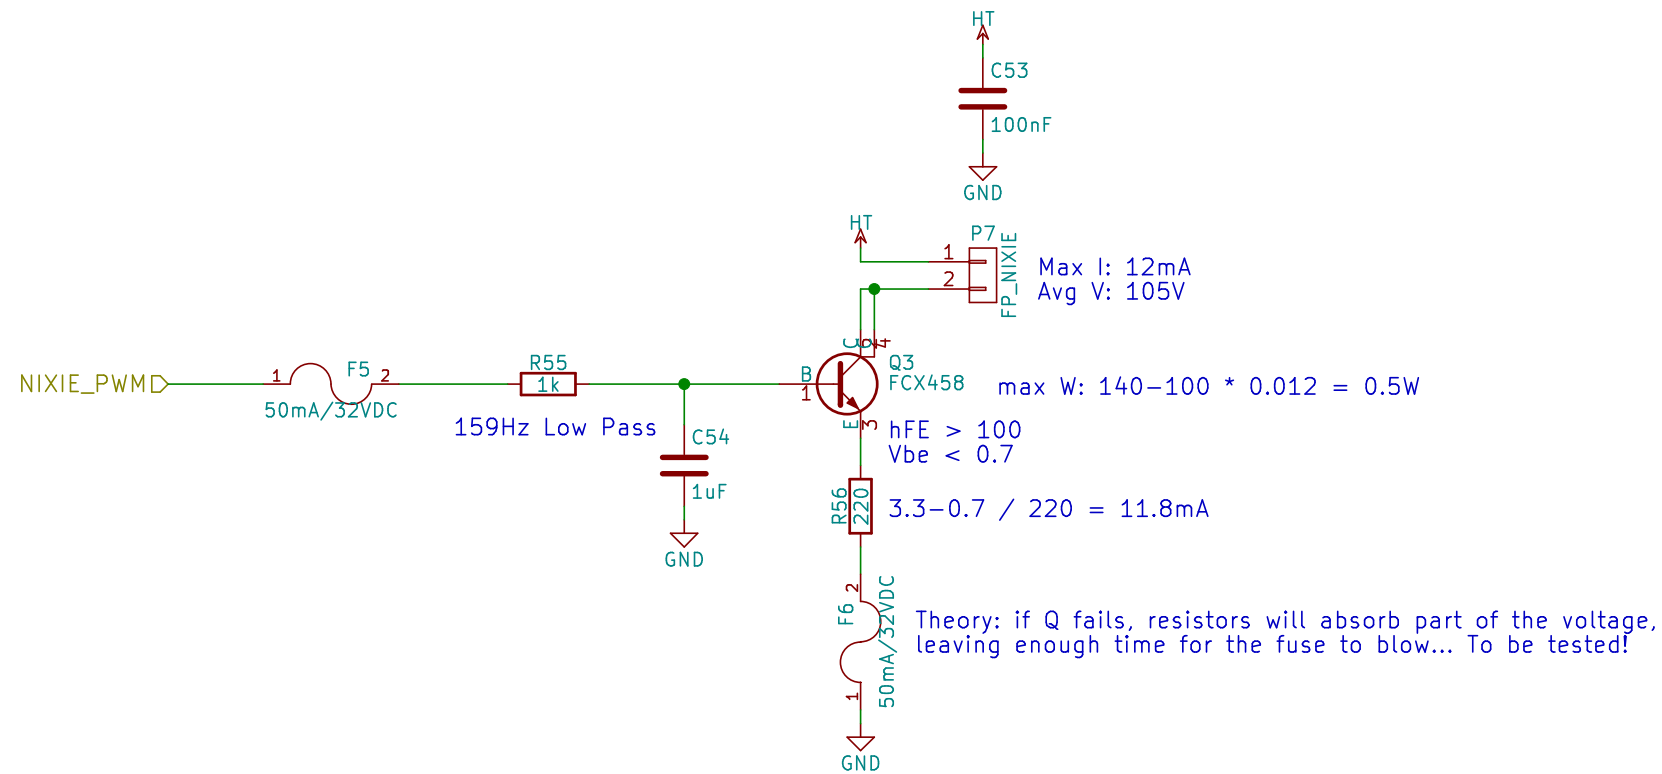 HT
C53
100nF
GND
HT
P7
FP_NIXIE
1
2
Max I: 12mA
Avg V: 105V
NIXIE_PWM
1
F5
2
50mA/32VDC
R55
1k
159Hz Low Pass
C54
1uF
GND
B
1
C
4
Q3
FCX458
max W: 140-100 * 0.012 = 0.5W
E
3
hFE > 100
Vbe < 0.7
R56
220
3.3-0.7 / 220 = 11.8mA
2
F6
50mA/32VDC
1
Theory: if Q fails, resistors will absorb part of the voltage,
leaving enough time for the fuse to blow... To be tested!
GND